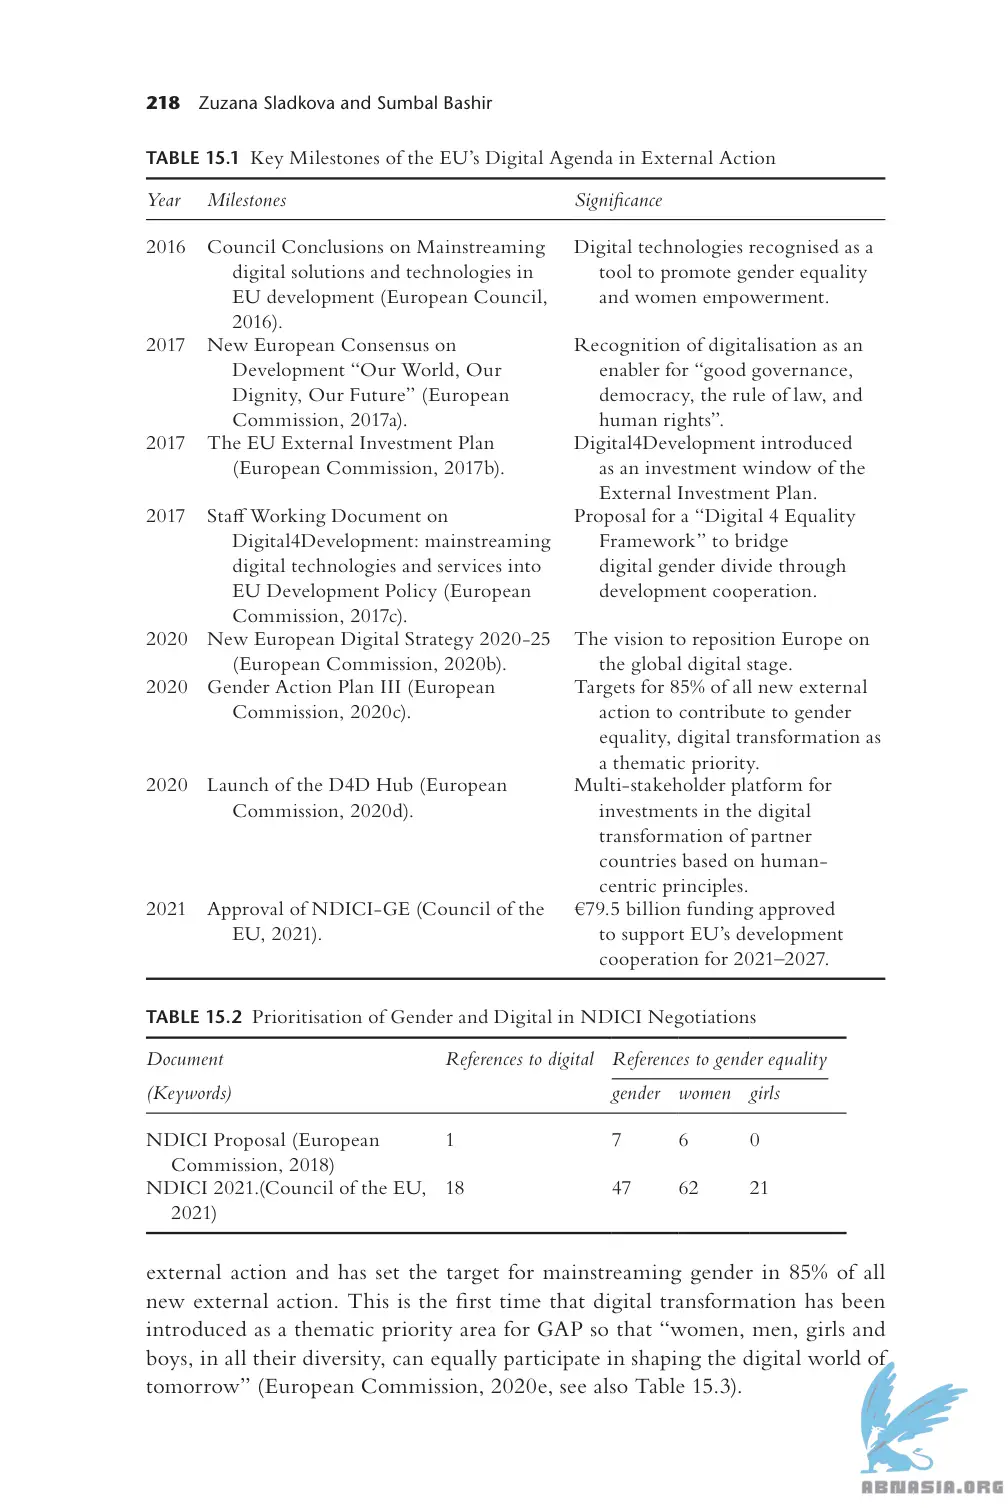 218 Zuzana Sladkova and Sumbal Bashir
TABLE 15.1 Key Milestones of the EU’s Digital Agenda in External Action
Year Milestones Significance
2016 Council Conclusions on Mainstreaming Digital technologies recognised as a
digital solutions and technologies in tool to promote gender equality
EU development (European Council, and women empowerment.
2016).
2017 New European Consensus on Recognition of digitalisation as an
Development “Our World, Our enabler for “good governance,
Dignity, Our Future” (European democracy, the rule of law, and
Commission, 2017a). human rights”.
2017 The EU External Investment Plan Digital4Development introduced
(European Commission, 2017b). as an investment window of the
External Investment Plan.
2017 Staff Working Document on Proposal for a “Digital 4 Equality
Digital4Development: mainstreaming Framework” to bridge
digital technologies and services into digital gender divide through
EU Development Policy (European development cooperation.
Commission, 2017c).
2020 New European Digital Strategy 2020-25 The vision to reposition Europe on
(European Commission, 2020b). the global digital stage.
2020 Gender Action Plan III (European Targets for 85% of all new external
Commission, 2020c). action to contribute to gender
equality, digital transformation as
a thematic priority.
2020 Launch of the D4D Hub (European Multi-stakeholder platform for
Commission, 2020d). investments in the digital
transformation of partner
countries based on human-
centric principles.
2021 Approval of NDICI-GE (Council of the €79.5 billion funding approved
EU, 2021). to support EU’s development
cooperation for 2021–2027.
TABLE 15.2 Prioritisation of Gender and Digital in NDICI Negotiations
Document References to digital References to gender equality
(Keywords) gender women girls
NDICI Proposal (European 1 7 6 0
Commission, 2018)
NDICI 2021.(Council of the EU, 18 47 62 21
2021)
external action and has set the target for mainstreaming gender in 85% of all
new external action. This is the first time that digital transformation has been
introduced as a thematic priority area for GAP so that “women, men, girls and
boys, in all their diversity, can equally participate in shaping the digital world of
tomorrow” (European Commission, 2020e, see also Table 15.3).
ABNASIA.ORG